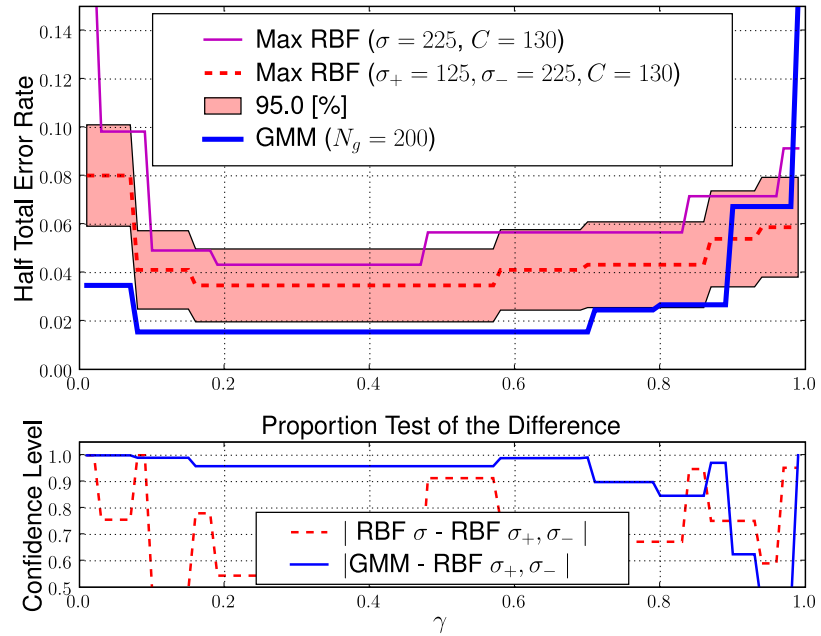 0.14
0.12
0.10
0.08
0.06
0.04
0.02
0.00
Half Total Error Rate
Max RBF (σ = 225, C = 130)
Max RBF (σ₊ = 125, σ₋ = 225, C = 130)
95.0 [%]
GMM (N_g = 200)
0.0 0.2 0.4 0.6 0.8 1.0
Proportion Test of the Difference
1.0
0.9
0.8
0.7
0.6
0.5
Confidence Level
| RBF σ - RBF σ₊, σ₋ |
|GMM - RBF σ₊, σ₋ |
0.0 0.2 0.4 0.6 0.8 1.0
γ